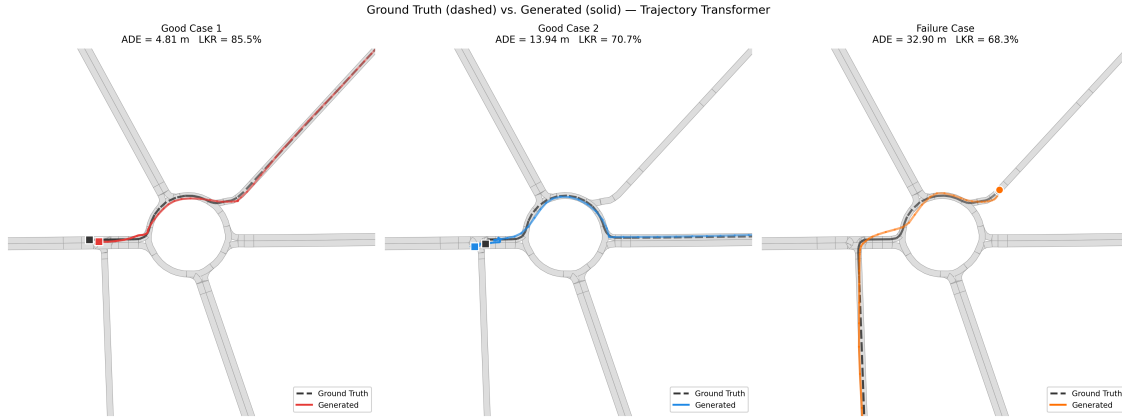 Ground Truth (dashed) vs. Generated (solid) — Trajectory Transformer
Good Case 1
ADE = 4.81 m   LKR = 85.5%
Good Case 2
ADE = 13.94 m   LKR = 70.7%
Failure Case
ADE = 32.90 m   LKR = 68.3%
Ground Truth
Generated
Ground Truth
Generated
Ground Truth
Generated